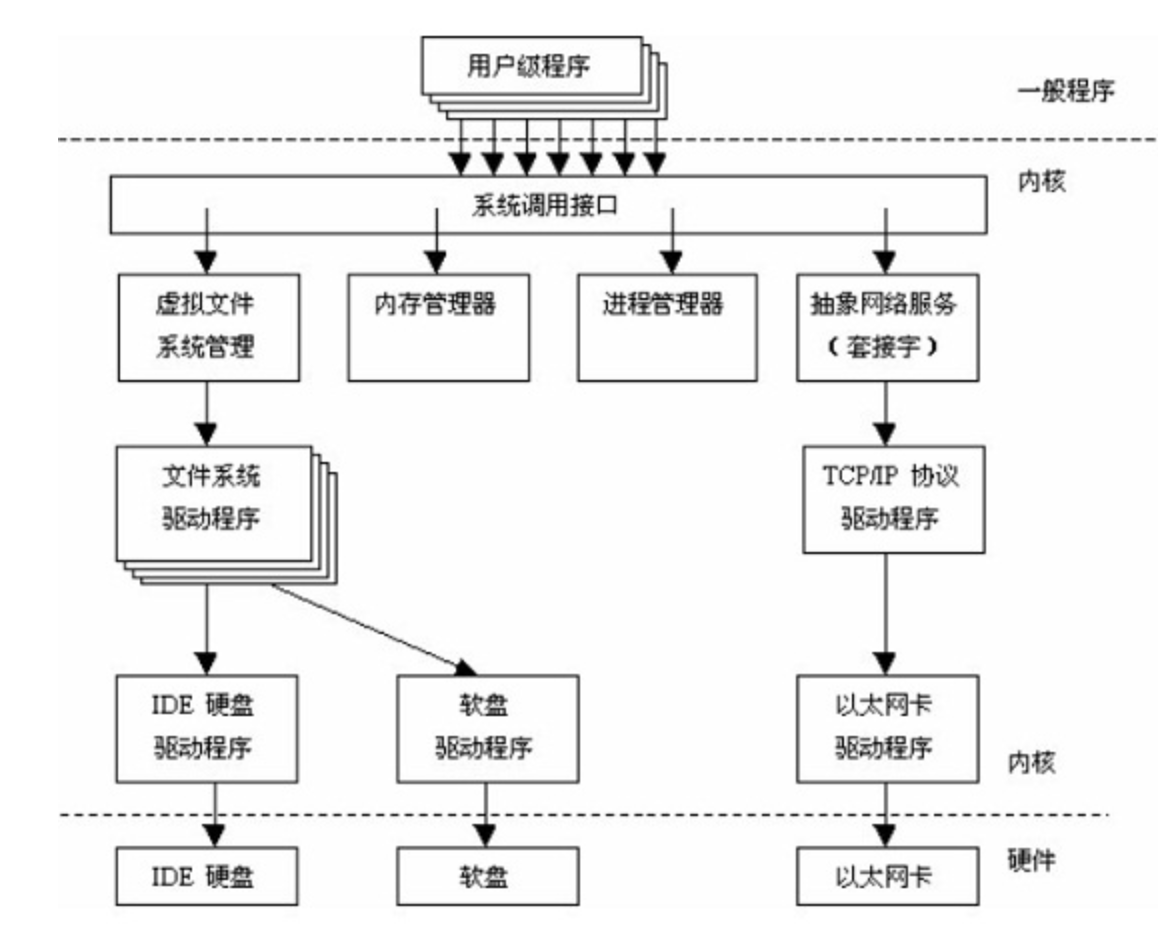 用户级程序
一般程序
内核
系统调用接口
虚拟文件
系统管理
内存管理器
进程管理器
抽象网络服务
（套接字）
文件系统
驱动程序
TCP/IP 协议
驱动程序
IDE 硬盘
驱动程序
软盘
驱动程序
以太网卡
驱动程序
内核
IDE 硬盘
软盘
以太网卡
硬件